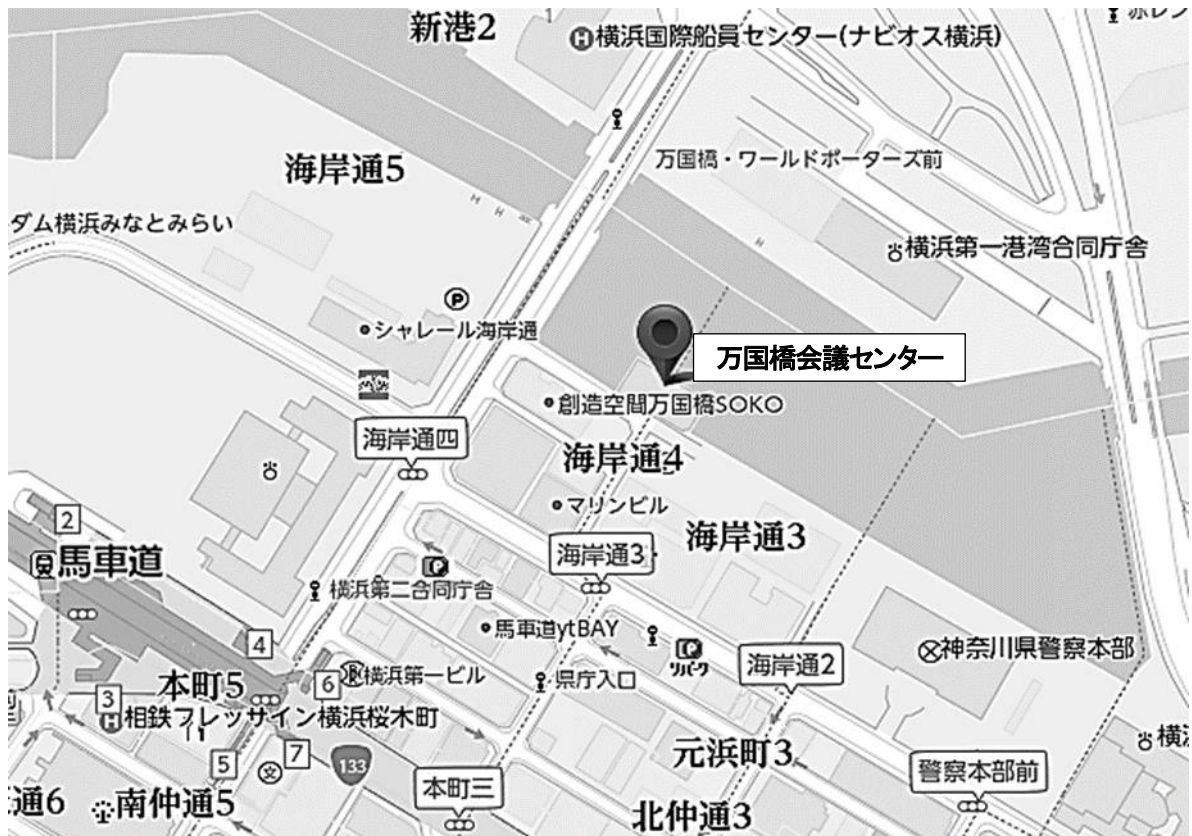 新港2
横浜国際船員センター(ナビオス横浜)
赤レン
万国橋・ワールドポーターズ前
海岸通5
ダム横浜みなとみらい
横浜第一港湾合同庁舎
P
シャレール海岸通
万国橋会議センター
創造空間万国橋SOKO
海岸通四
海岸通4
マリンビル
海岸通3
海岸通3
2
馬車道
横浜第二合同庁舎
馬車道ytBAY
リパーク
海岸通2
神奈川県警察本部
4
本町5
6
横浜第一ビル
県庁入口
3
相鉄フレッサイン横浜桜木町
元浜町3
横浜
5
7
133
本町三
警察本部前
通6
南仲通5
北仲通3